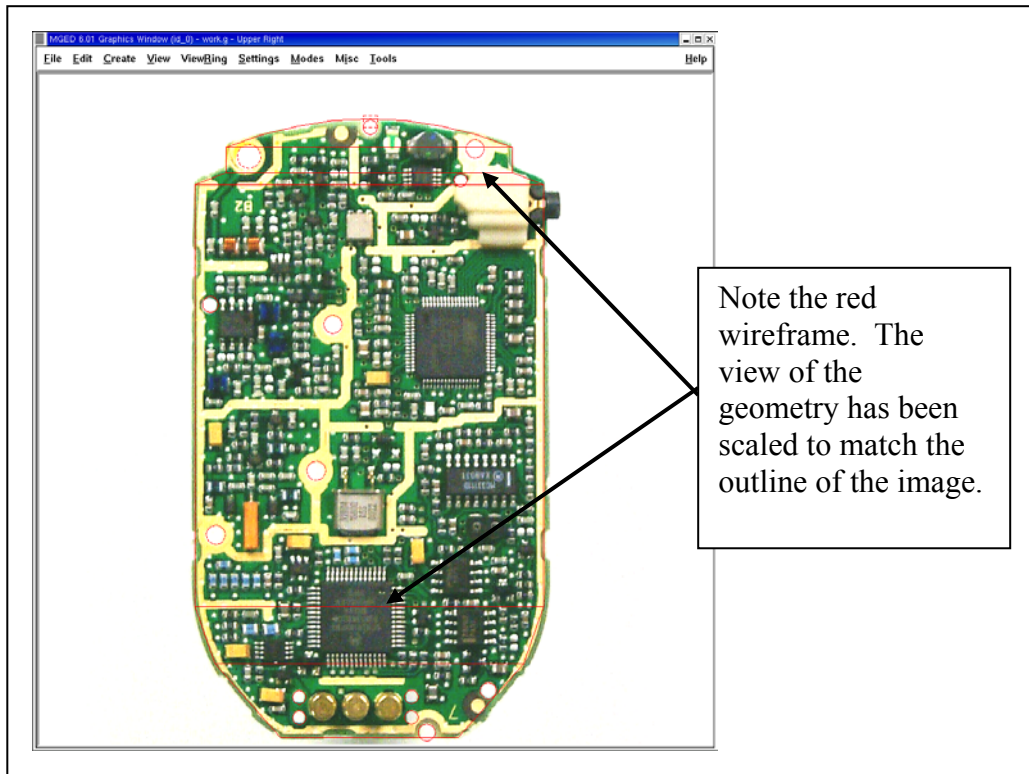 MGED 6.01 Graphics Window (id_0) - work.g - Upper Right
File Edit Create View ViewRing Settings Modes Misc Tools Help
B2
Note the red
wireframe. The
view of the
geometry has been
scaled to match the
outline of the image.
7